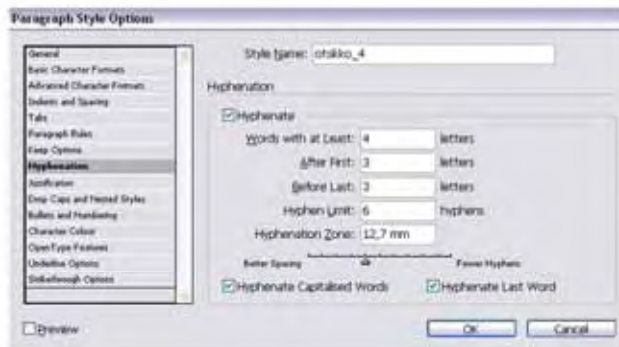 Paragraph Style Options
General
Basic Character Formats
Advanced Character Formats
Indents and Spacing
Tabs
Paragraph Rules
Keep Options
Hyphenation
Justification
Drop Caps and Nested Styles
Bullets and Numbering
Character Colour
OpenType Features
Underline Options
Strikethrough Options
Style Name: otsikko_4
Hyphenation
Hyphenate
Words with at Least: 4 letters
After First: 3 letters
Before Last: 3 letters
Hyphen Limit: 6 hyphens
Hyphenation Zone: 12,7 mm
Better Spacing Fewer Hyphens
Hyphenate Capitalised Words Hyphenate Last Word
Preview OK Cancel